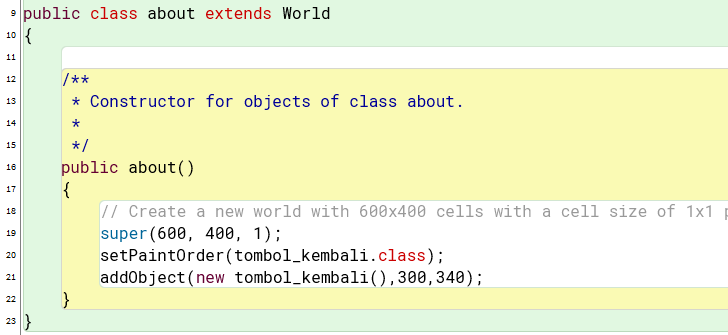 9 public class about extends World
10 {
11
12 /**
13 * Constructor for objects of class about.
14 *
15 */
16 public about()
17 {
18 // Create a new world with 600x400 cells with a cell size of 1x1
19 super(600, 400, 1);
20 setPaintOrder(tombol_kembali.class);
21 addObject(new tombol_kembali(),300,340);
22 }
23 }